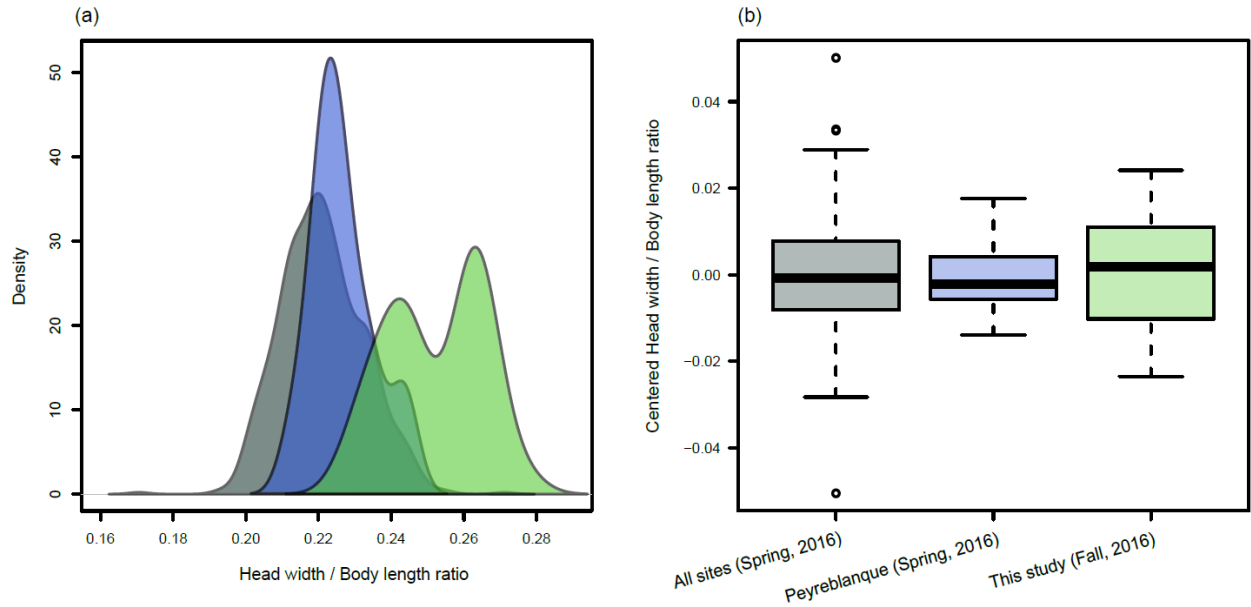 (a)
Density
50
40
30
20
10
0
0.16 0.18 0.20 0.22 0.24 0.26 0.28
Head width / Body length ratio
(b)
Centered Head width / Body length ratio
0.04
0.02
0.00
−0.02
−0.04
All sites (Spring, 2016)
Peyreblanque (Spring, 2016)
This study (Fall, 2016)